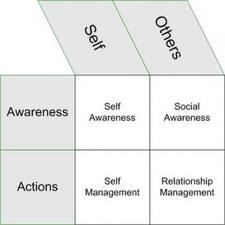 Self
Others
Awareness
Self
Awareness
Social
Awareness
Actions
Self
Management
Relationship
Management